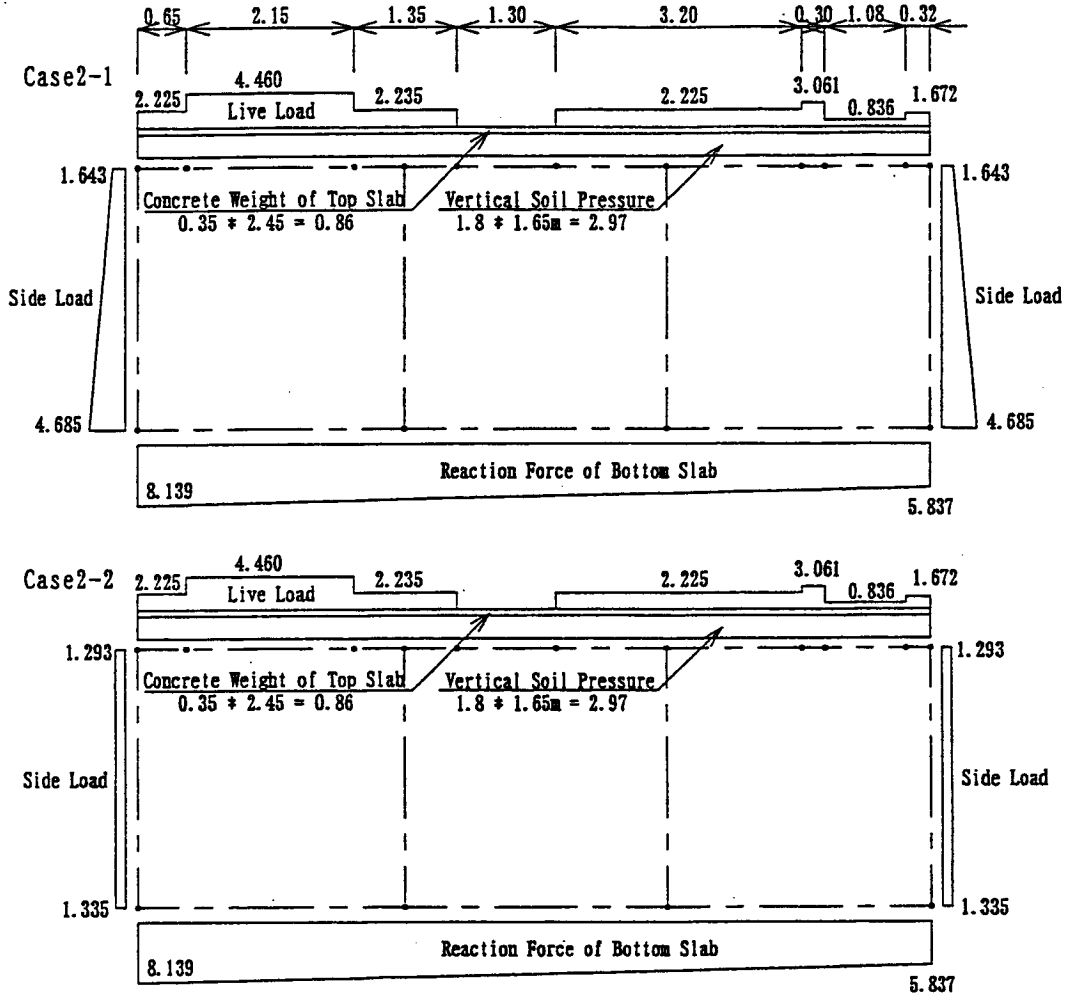 0.65 2.15 1.35 1.30 3.20 0.30 1.08 0.32
Case2-1
2.225 4.460 2.235 2.225 3.061 0.836 1.672
Live Load
1.643 1.643
Concrete Weight of Top Slab Vertical Soil Pressure
0.35 * 2.45 = 0.86 1.8 * 1.65m = 2.97
Side Load Side Load
4.685 4.685
Reaction Force of Bottom Slab
8.139
5.837
Case2-2
2.225 4.460 2.235 2.225 3.061 0.836 1.672
Live Load
1.293 1.293
Concrete Weight of Top Slab Vertical Soil Pressure
0.35 * 2.45 = 0.86 1.8 * 1.65m = 2.97
Side Load Side Load
1.335 1.335
Reaction Force of Bottom Slab
8.139
5.837